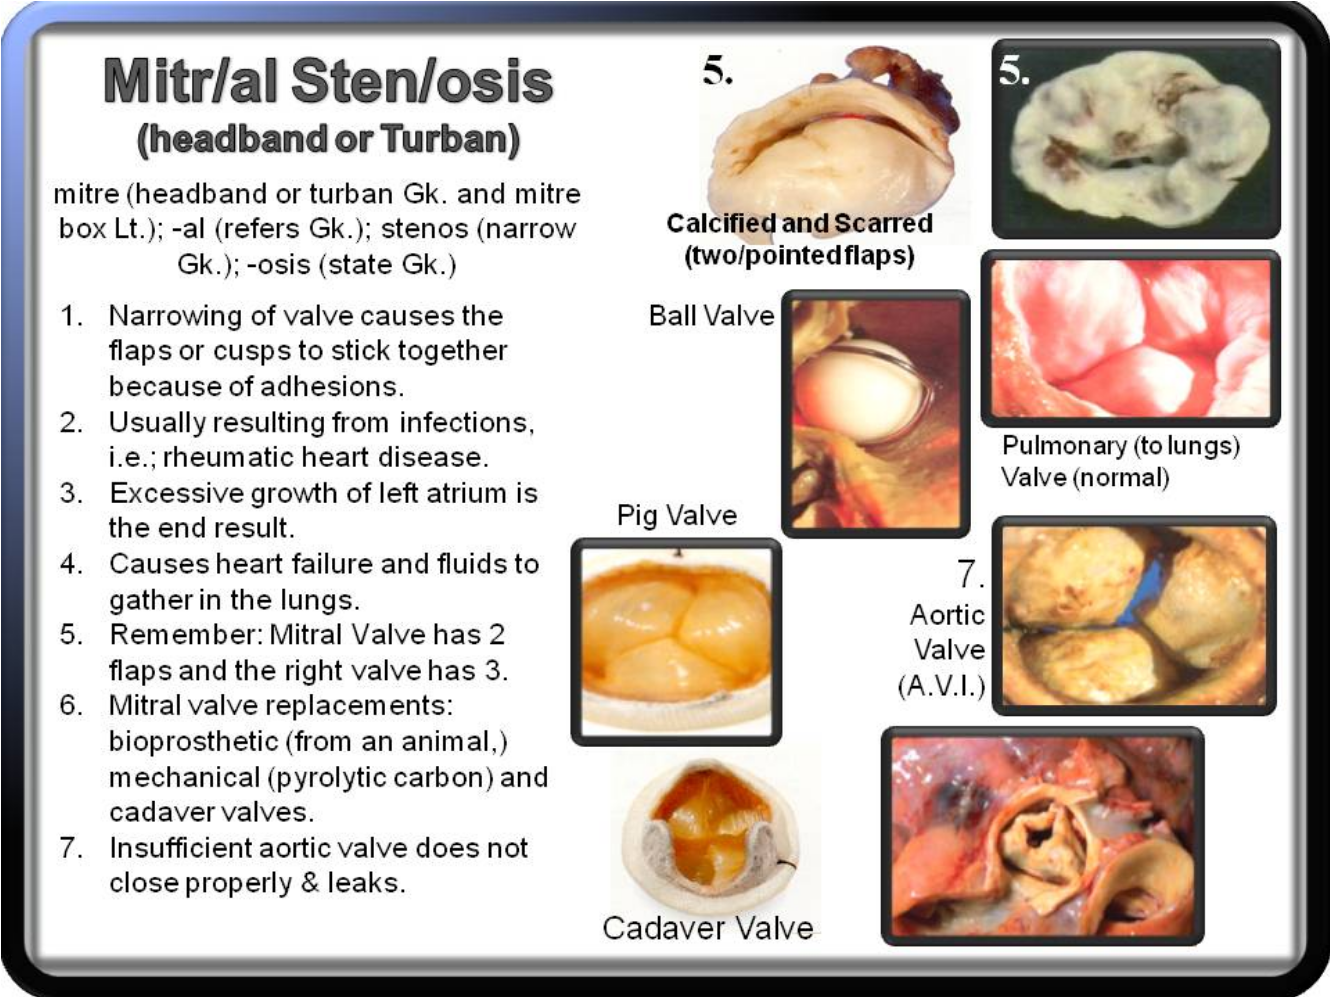 Mitr/al Sten/osis
(headband or Turban)
mitre (headband or turban Gk. and mitre
box Lt.); -al (refers Gk.); stenos (narrow
Gk.); -osis (state Gk.)
1. Narrowing of valve causes the
flaps or cusps to stick together
because of adhesions.
2. Usually resulting from infections,
i.e.; rheumatic heart disease.
3. Excessive growth of left atrium is
the end result.
4. Causes heart failure and fluids to
gather in the lungs.
5. Remember: Mitral Valve has 2
flaps and the right valve has 3.
6. Mitral valve replacements:
bioprosthetic (from an animal,)
mechanical (pyrolytic carbon) and
cadaver valves.
7. Insufficient aortic valve does not
close properly & leaks.
5.
5.
Calcified and Scarred
(two/pointed flaps)
Ball Valve
Pulmonary (to lungs)
Valve (normal)
Pig Valve
7.
Aortic
Valve
(A.V.I.)
Cadaver Valve